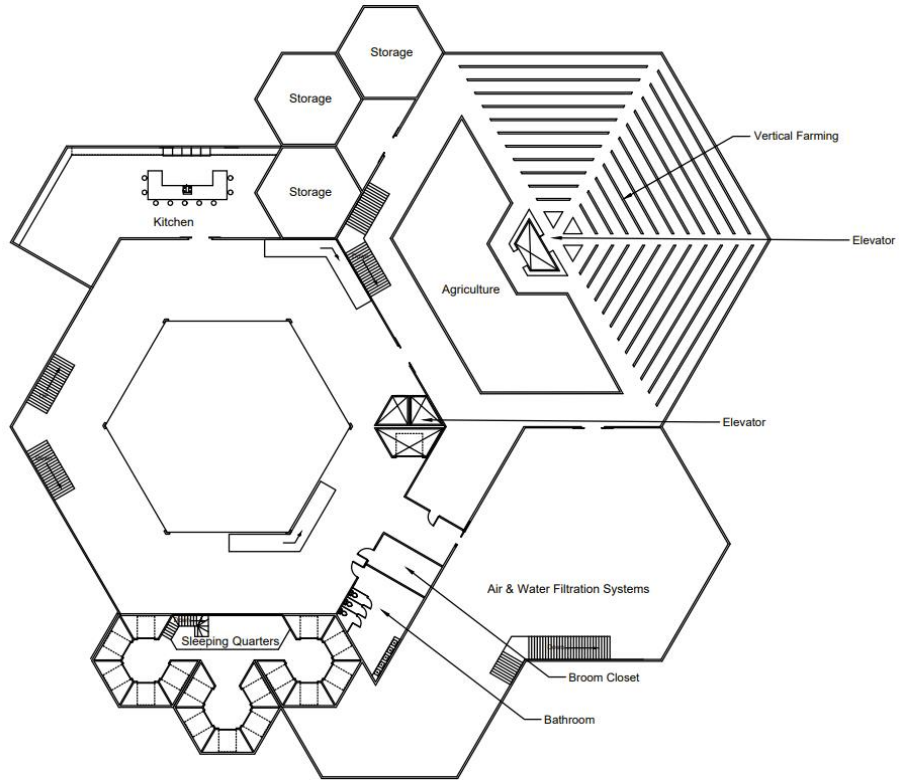 Storage
Storage
Vertical Farming
Storage
Kitchen
Elevator
Agriculture
Elevator
Air & Water Filtration Systems
Sleeping Quarters
Broom Closet
Bathroom